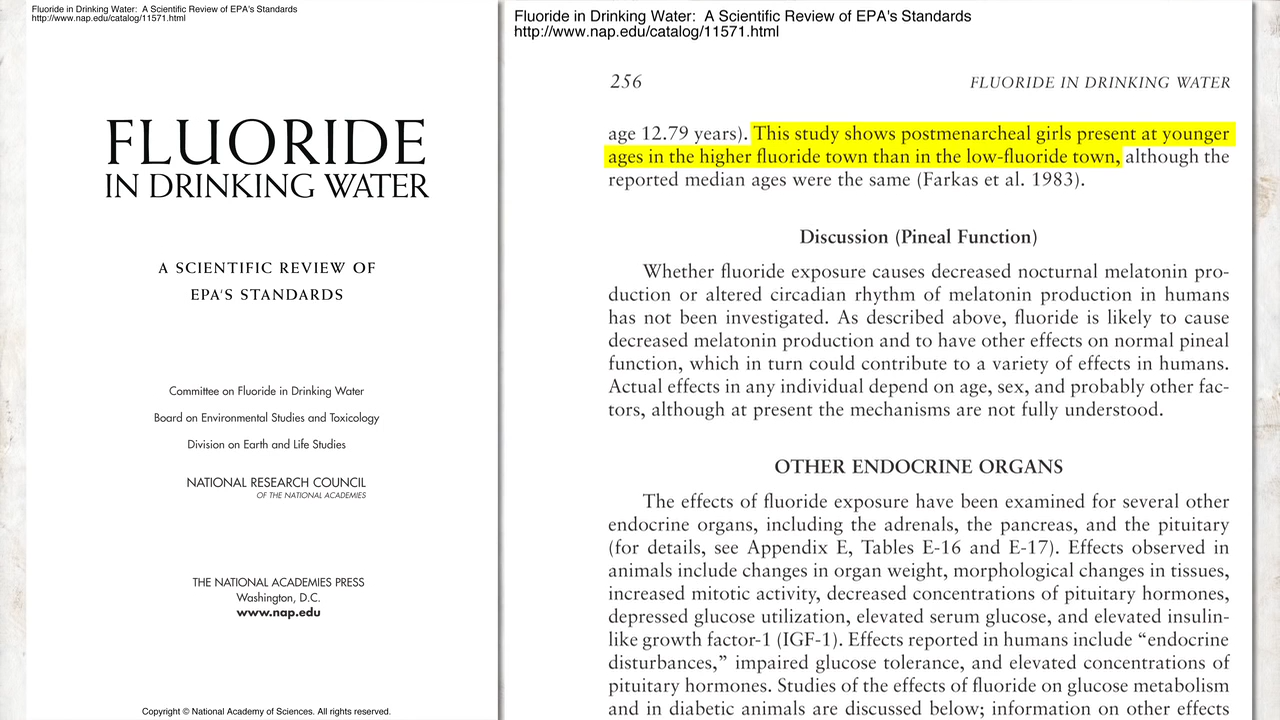 Fluoride in Drinking Water: A Scientific Review of EPA's Standards
http://www.nap.edu/catalog/11571.html
FLUORIDE
IN DRINKING WATER
A SCIENTIFIC REVIEW OF
EPA'S STANDARDS
Committee on Fluoride in Drinking Water
Board on Environmental Studies and Toxicology
Division on Earth and Life Studies
NATIONAL RESEARCH COUNCIL
OF THE NATIONAL ACADEMIES
THE NATIONAL ACADEMIES PRESS
Washington, D.C.
www.nap.edu
Copyright © National Academy of Sciences. All rights reserved.
Fluoride in Drinking Water: A Scientific Review of EPA's Standards
http://www.nap.edu/catalog/11571.html
256 FLUORIDE IN DRINKING WATER
age 12.79 years). This study shows postmenarcheal girls present at younger
ages in the higher fluoride town than in the low-fluoride town, although the
reported median ages were the same (Farkas et al. 1983).
Discussion (Pineal Function)
Whether fluoride exposure causes decreased nocturnal melatonin pro-
duction or altered circadian rhythm of melatonin production in humans
has not been investigated. As described above, fluoride is likely to cause
decreased melatonin production and to have other effects on normal pineal
function, which in turn could contribute to a variety of effects in humans.
Actual effects in any individual depend on age, sex, and probably other fac-
tors, although at present the mechanisms are not fully understood.
OTHER ENDOCRINE ORGANS
The effects of fluoride exposure have been examined for several other
endocrine organs, including the adrenals, the pancreas, and the pituitary
(for details, see Appendix E, Tables E-16 and E-17). Effects observed in
animals include changes in organ weight, morphological changes in tissues,
increased mitotic activity, decreased concentrations of pituitary hormones,
depressed glucose utilization, elevated serum glucose, and elevated insulin-
like growth factor-1 (IGF-1). Effects reported in humans include “endocrine
disturbances,” impaired glucose tolerance, and elevated concentrations of
pituitary hormones. Studies of the effects of fluoride on glucose metabolism
and in diabetic animals are discussed below; information on other effects